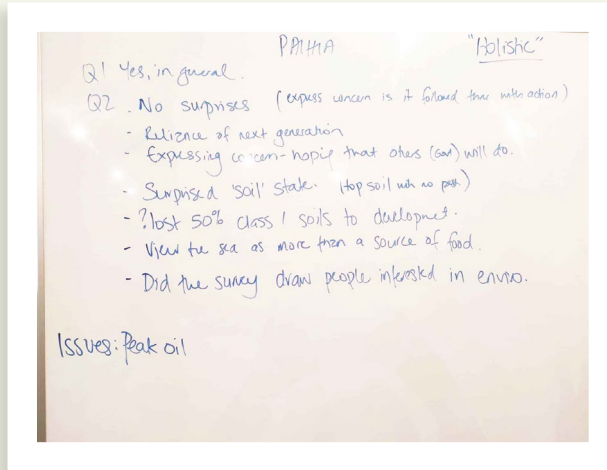 PAIHIA "Holistic"
Q1 Yes, in general.
Q2. No surprises (express concern is it followed thru with action)
- Reliance of next generation
- Expressing concern - hoping that others (Govt) will do.
- Surprised 'soil' state. (top soil with no)
- ?lost 50% class 1 soils to development.
- View the sea as more than a source of food.
- Did the survey draw people interested in enviro.
Issues: Peak oil